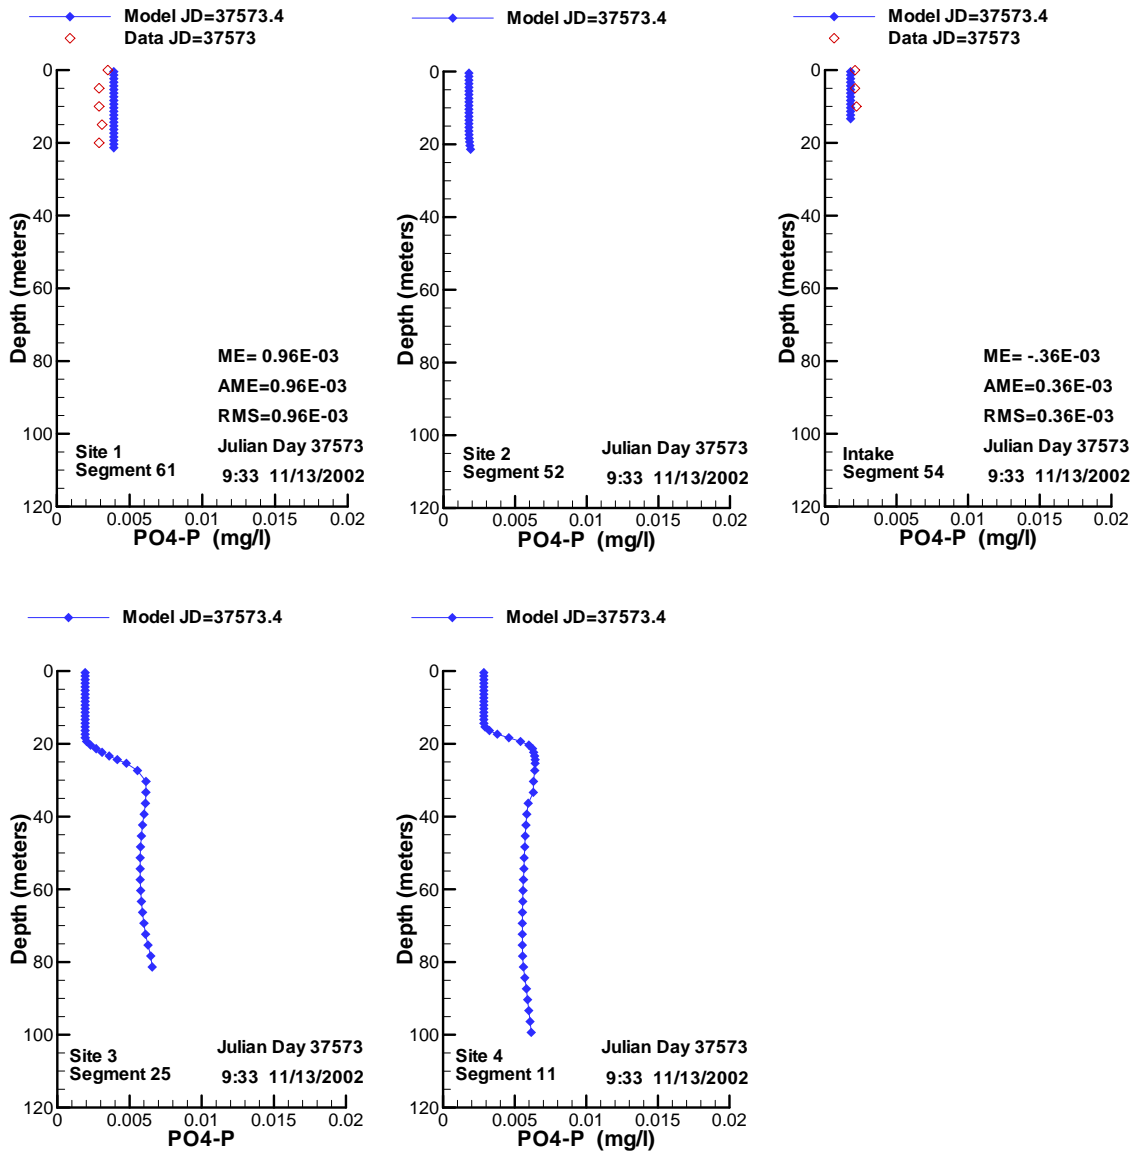 Model JD=37573.4
Data JD=37573
0
20
40
60
80
100
120
Depth (meters)
ME= 0.96E-03
AME=0.96E-03
RMS=0.96E-03
Site 1
Segment 61
Julian Day 37573
9:33 11/13/2002
0 0.005 0.01 0.015 0.02
PO4-P (mg/l)
Model JD=37573.4
0
20
40
60
80
100
120
Depth (meters)
Site 2
Segment 52
Julian Day 37573
9:33 11/13/2002
0 0.005 0.01 0.015 0.02
PO4-P (mg/l)
Model JD=37573.4
Data JD=37573
0
20
40
60
80
100
120
Depth (meters)
ME= -.36E-03
AME=0.36E-03
RMS=0.36E-03
Intake
Segment 54
Julian Day 37573
9:33 11/13/2002
0 0.005 0.01 0.015 0.02
PO4-P (mg/l)
Model JD=37573.4
0
20
40
60
80
100
120
Depth (meters)
Site 3
Segment 25
Julian Day 37573
9:33 11/13/2002
0 0.005 0.01 0.015 0.02
PO4-P
Model JD=37573.4
0
20
40
60
80
100
120
Depth (meters)
Site 4
Segment 11
Julian Day 37573
9:33 11/13/2002
0 0.005 0.01 0.015 0.02
PO4-P (mg/l)